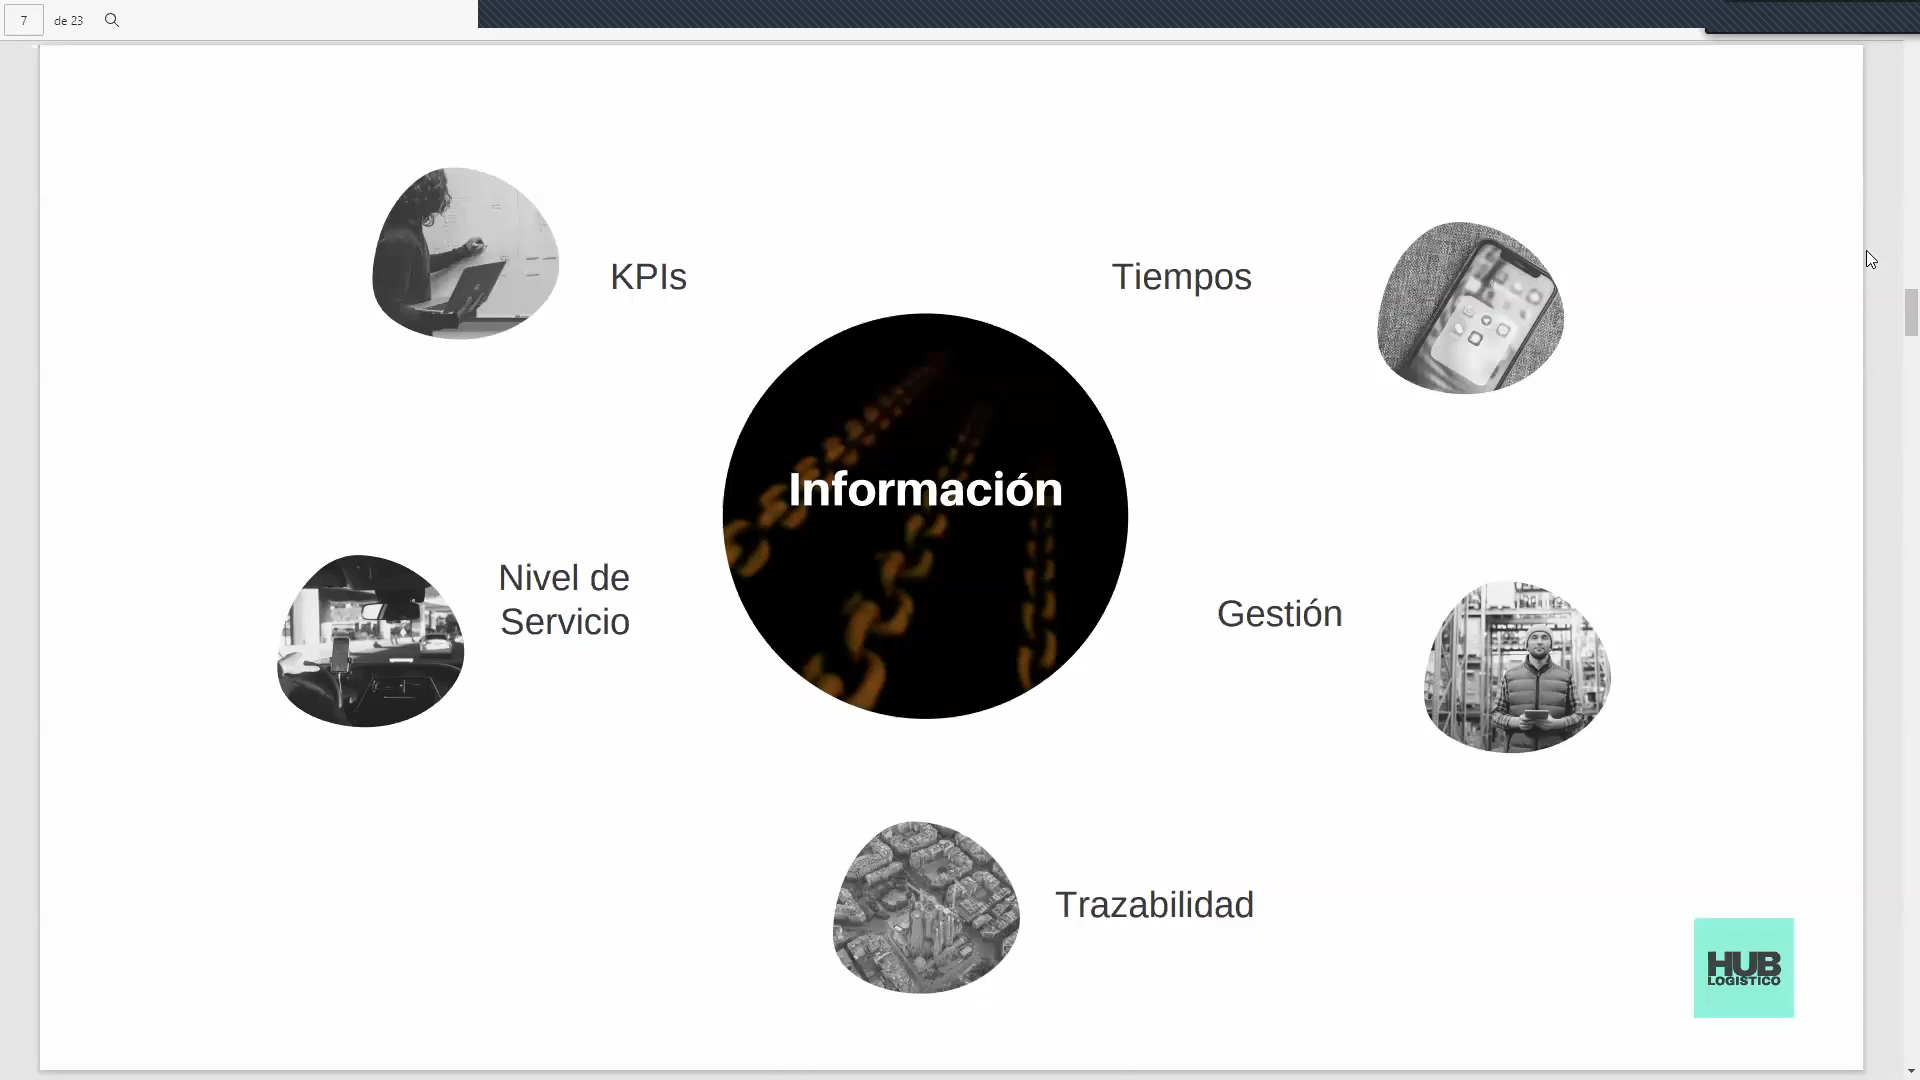 7 de 23
KPIs
Tiempos
Información
Nivel de
Servicio
Gestión
Trazabilidad
HUB
LOGISTICO